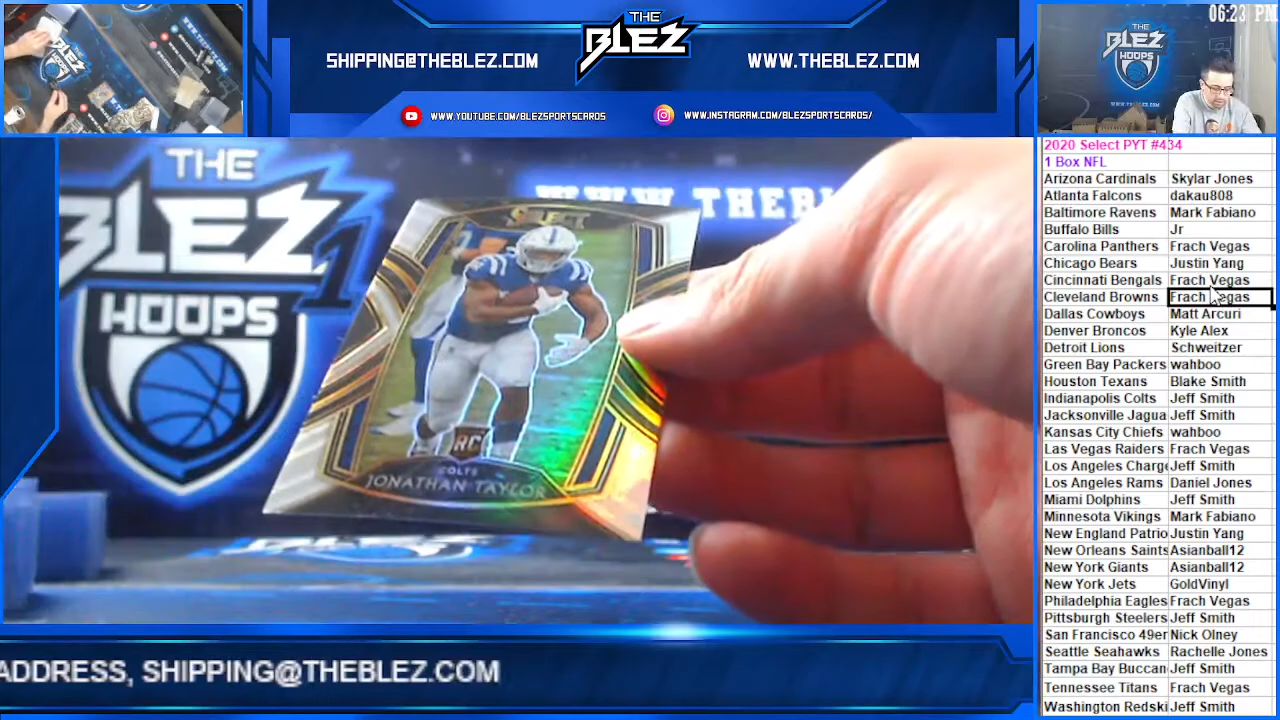 06:23 PM
THE
BLEZ
HOOPS
SHIPPING@THEBLEZ.COM
THE
BLEZ
WWW.THEBLEZ.COM
WWW.YOUTUBE.COM/BLEZSPORTSCARDS
WWW.INSTAGRAM.COM/BLEZSPORTSCARDS/
THE
BLEZ
HOOPS
1
WWW.THEBL
SELECT
RC
COLTS
JONATHAN TAYLOR
ADDRESS, SHIPPING@THEBLEZ.COM
2020 Select PYT #434
1 Box NFL
Arizona Cardinals Skylar Jones
Atlanta Falcons dakau808
Baltimore Ravens Mark Fabiano
Buffalo Bills Jr
Carolina Panthers Frach Vegas
Chicago Bears Justin Yang
Cincinnati Bengals Frach Vegas
Cleveland Browns Frach Vegas
Dallas Cowboys Matt Arcuri
Denver Broncos Kyle Alex
Detroit Lions Schweitzer
Green Bay Packers wahboo
Houston Texans Blake Smith
Indianapolis Colts Jeff Smith
Jacksonville Jagua Jeff Smith
Kansas City Chiefs wahboo
Las Vegas Raiders Frach Vegas
Los Angeles Charg Jeff Smith
Los Angeles Rams Daniel Jones
Miami Dolphins Jeff Smith
Minnesota Vikings Mark Fabiano
New England Patrio Justin Yang
New Orleans Saints Asianball12
New York Giants Asianball12
New York Jets GoldVinyl
Philadelphia Eagles Frach Vegas
Pittsburgh Steelers Jeff Smith
San Francisco 49er Nick Olney
Seattle Seahawks Rachelle Jones
Tampa Bay Buccan Jeff Smith
Tennessee Titans Frach Vegas
Washington Redski Jeff Smith